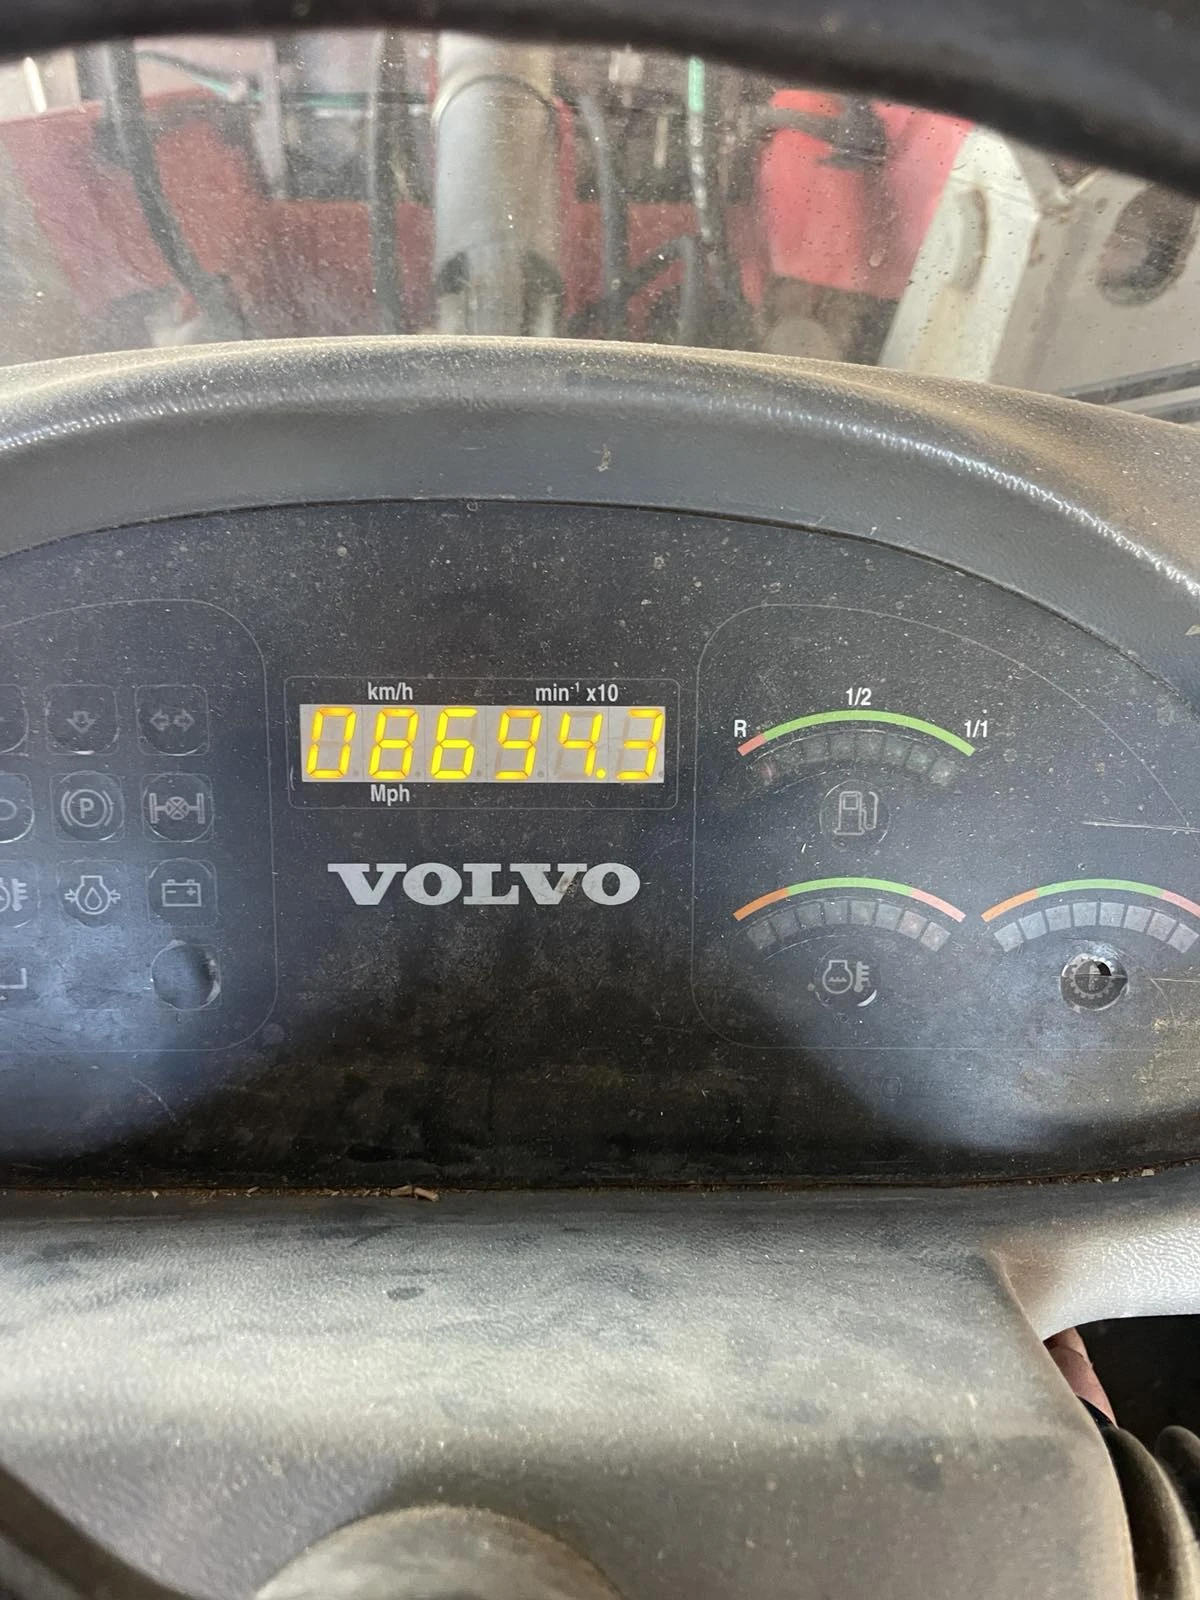 km/h min⁻¹ x10
08694.3
Mph
VOLVO
R 1/2 1/1
P